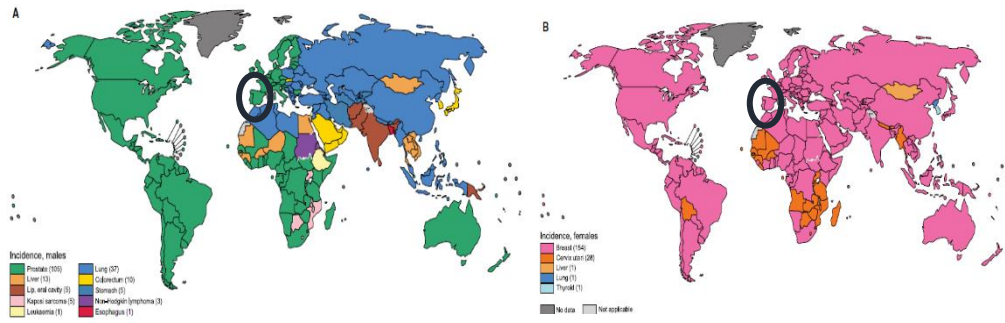 A
Incidence, males
Prostate (105)
Liver (13)
Lip, oral cavity (5)
Kaposi sarcoma (5)
Leukaemia (1)
Lung (37)
Colorectum (10)
Stomach (5)
Non-Hodgkin lymphoma (3)
Esophagus (1)
B
Incidence, females
Breast (154)
Cervix uteri (28)
Liver (1)
Lung (1)
Thyroid (1)
No data
Not applicable